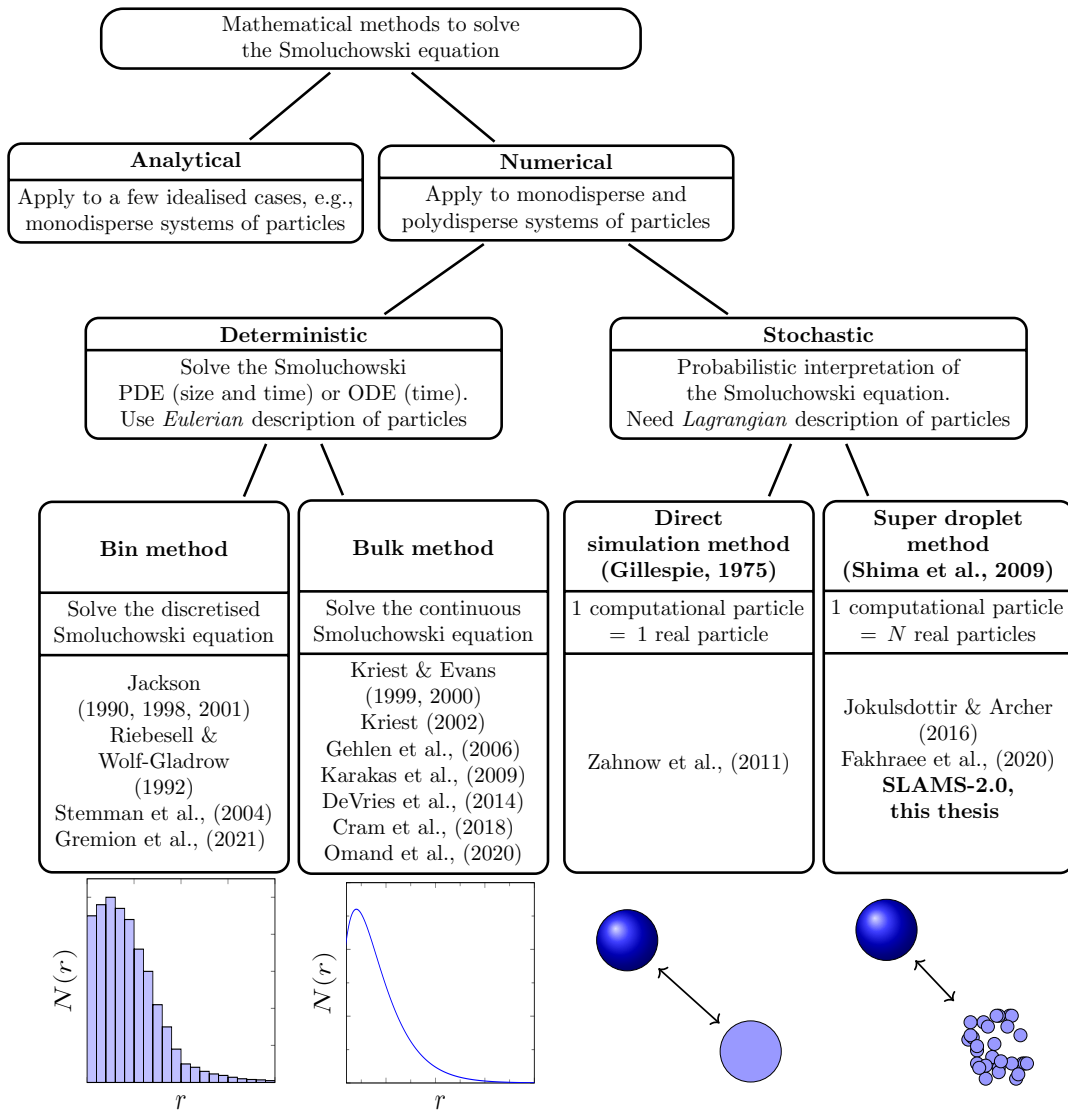 Mathematical methods to solve
the Smoluchowski equation
Analytical
Apply to a few idealised cases, e.g.,
monodisperse systems of particles
Numerical
Apply to monodisperse and
polydisperse systems of particles
Deterministic
Solve the Smoluchowski
PDE (size and time) or ODE (time).
Use Eulerian description of particles
Stochastic
Probabilistic interpretation of
the Smoluchowski equation.
Need Lagrangian description of particles
Bin method
Solve the discretised
Smoluchowski equation
Jackson
(1990, 1998, 2001)
Riebesell &
Wolf-Gladrow
(1992)
Stemman et al., (2004)
Gremion et al., (2021)
Bulk method
Solve the continuous
Smoluchowski equation
Kriest & Evans
(1999, 2000)
Kriest (2002)
Gehlen et al., (2006)
Karakas et al., (2009)
DeVries et al., (2014)
Cram et al., (2018)
Omand et al., (2020)
Direct
simulation method
(Gillespie, 1975)
1 computational particle
= 1 real particle
Zahnow et al., (2011)
Super droplet
method
(Shima et al., 2009)
1 computational particle
= N real particles
Jokulsdottir & Archer
(2016)
Fakhraee et al., (2020)
SLAMS-2.0,
this thesis
N(r)
r
N(r)
r